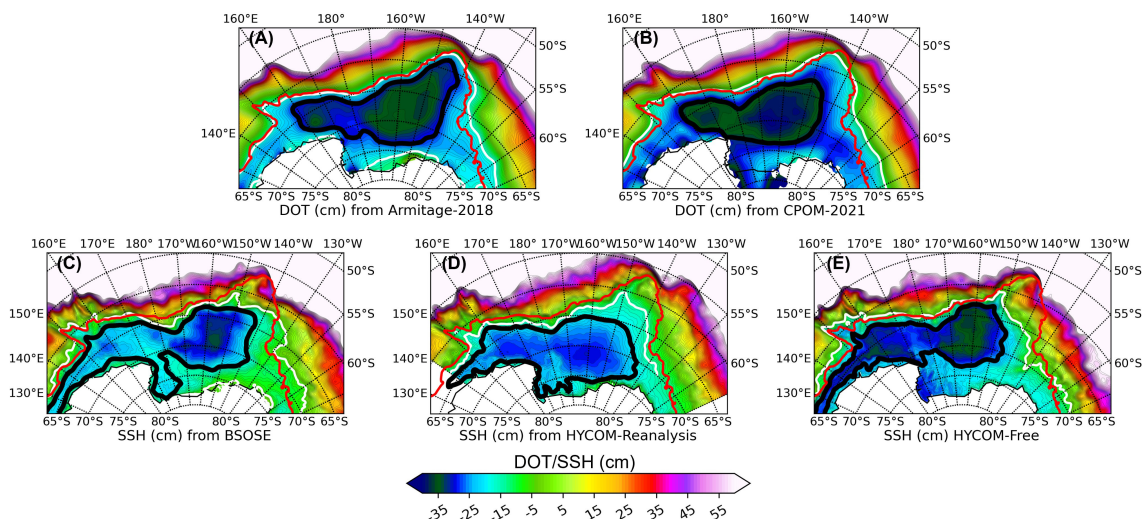 160°E 180° 160°W 140°W
160°E 180° 160°W 140°W
(A)
(B)
50°S
50°S
55°S
55°S
140°E
60°S
140°E
60°S
65°S 70°S 75°S 80°S 80°S 75°S 70°S 65°S
65°S 70°S 75°S 80°S 80°S 75°S 70°S 65°S
DOT (cm) from Armitage-2018
DOT (cm) from CPOM-2021
160°E 170°E 180° 170°W 160°W 150°W 140°W 130°W
160°E 170°E 180° 170°W 160°W 150°W 140°W 130°W
160°E 170°E 180° 170°W 160°W 150°W 140°W 130°W
(C)
(D)
(E)
50°S
50°S
50°S
150°E
55°S
150°E
55°S
150°E
55°S
140°E
60°S
140°E
60°S
140°E
60°S
130°E
130°E
130°E
65°S 70°S 75°S 80°S 80°S 75°S 70°S 65°S
65°S 70°S 75°S 80°S 80°S 75°S 70°S 65°S
65°S 70°S 75°S 80°S 80°S 75°S 70°S 65°S
SSH (cm) from BSOSE
SSH (cm) from HYCOM-Reanalysis
SSH (cm) HYCOM-Free
DOT/SSH (cm)
-35 -25 -15 -5 5 15 25 35 45 55